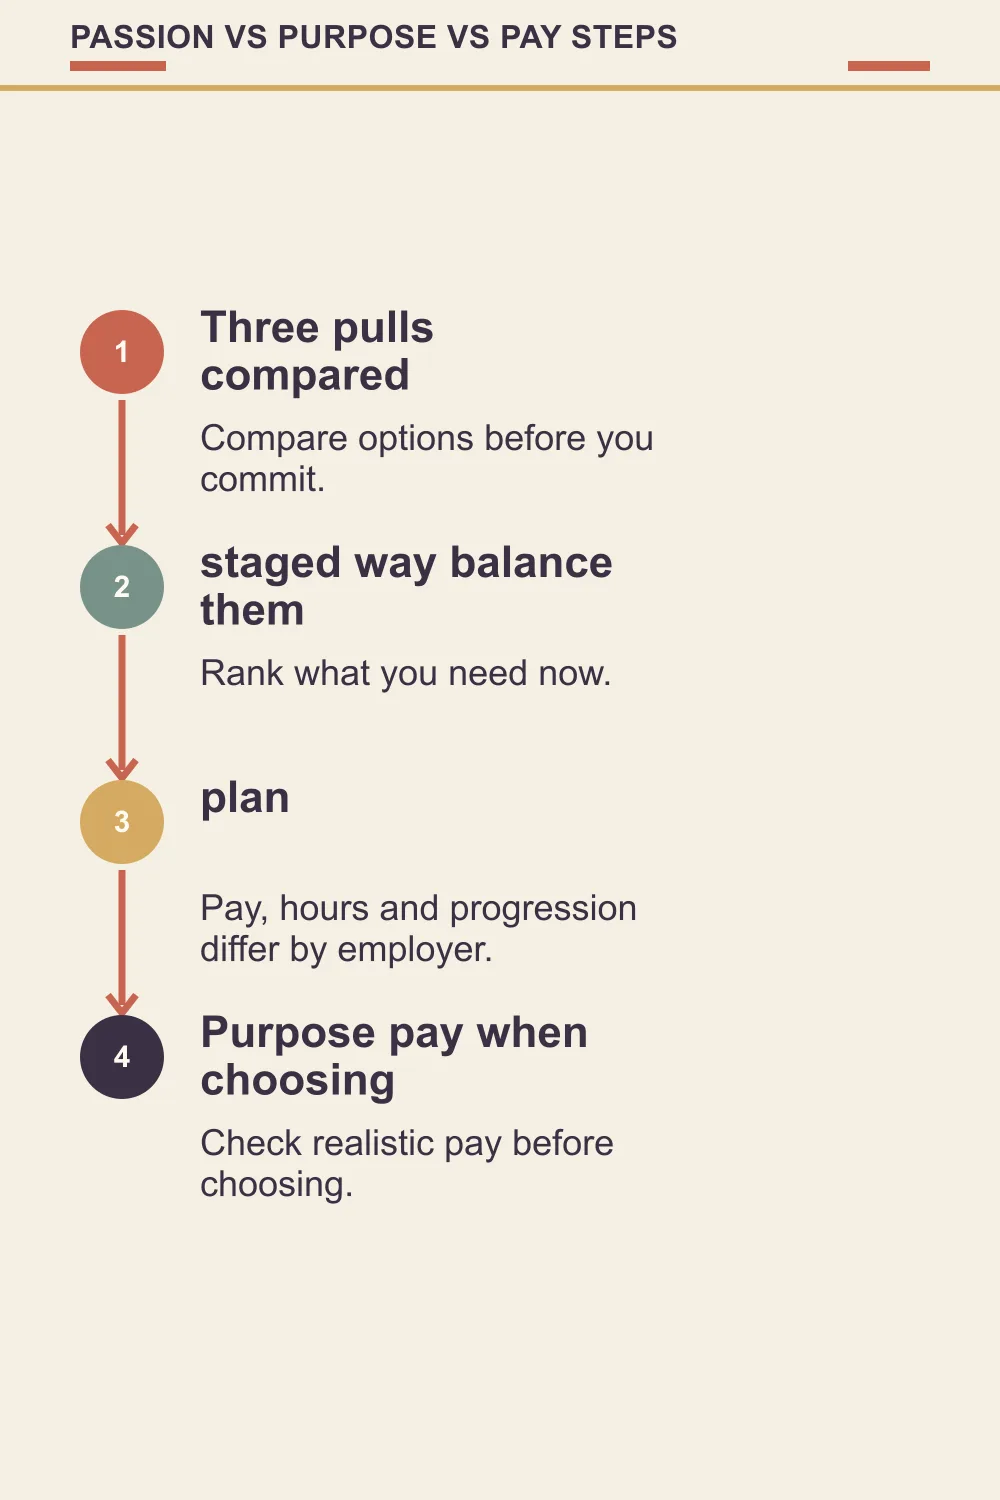 PASSION VS PURPOSE VS PAY STEPS
1
Three pulls
compared
Compare options before you
commit.
2
staged way balance
them
Rank what you need now.
3
plan
Pay, hours and progression
differ by employer.
4
Purpose pay when
choosing
Check realistic pay before
choosing.